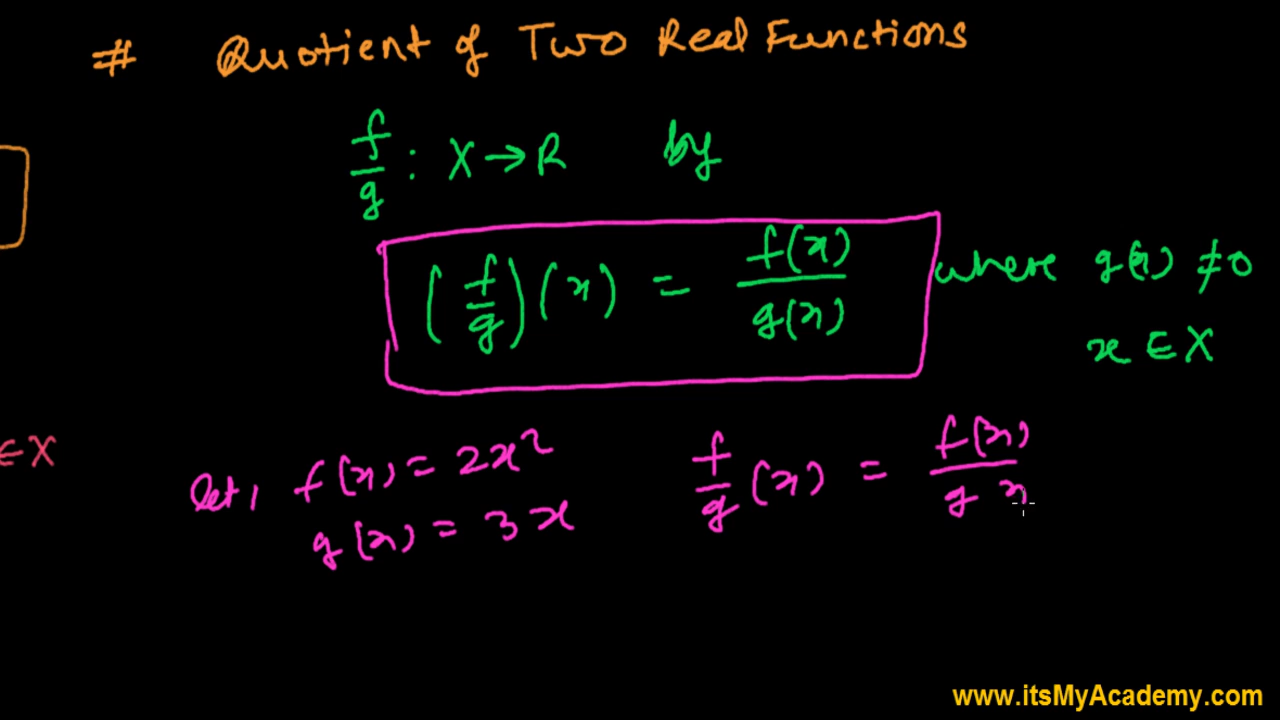 # Quotient of Two Real Functions
f/g : X → R by
(f/g)(x) = f(x)/g(x) where g(x) ≠ 0
x ∈ X
∈ X
let, f(x) = 2x² f/g (x) = f(x)/g x
g(x) = 3x
www.itsMyAcademy.com